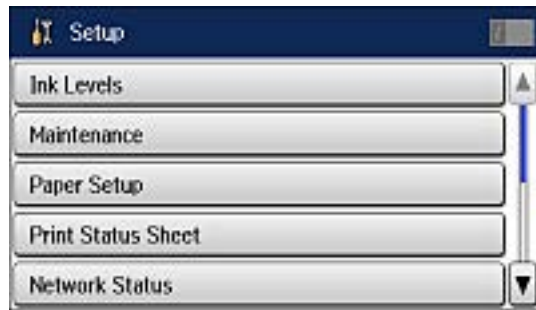 Setup
Ink Levels
Maintenance
Paper Setup
Print Status Sheet
Network Status